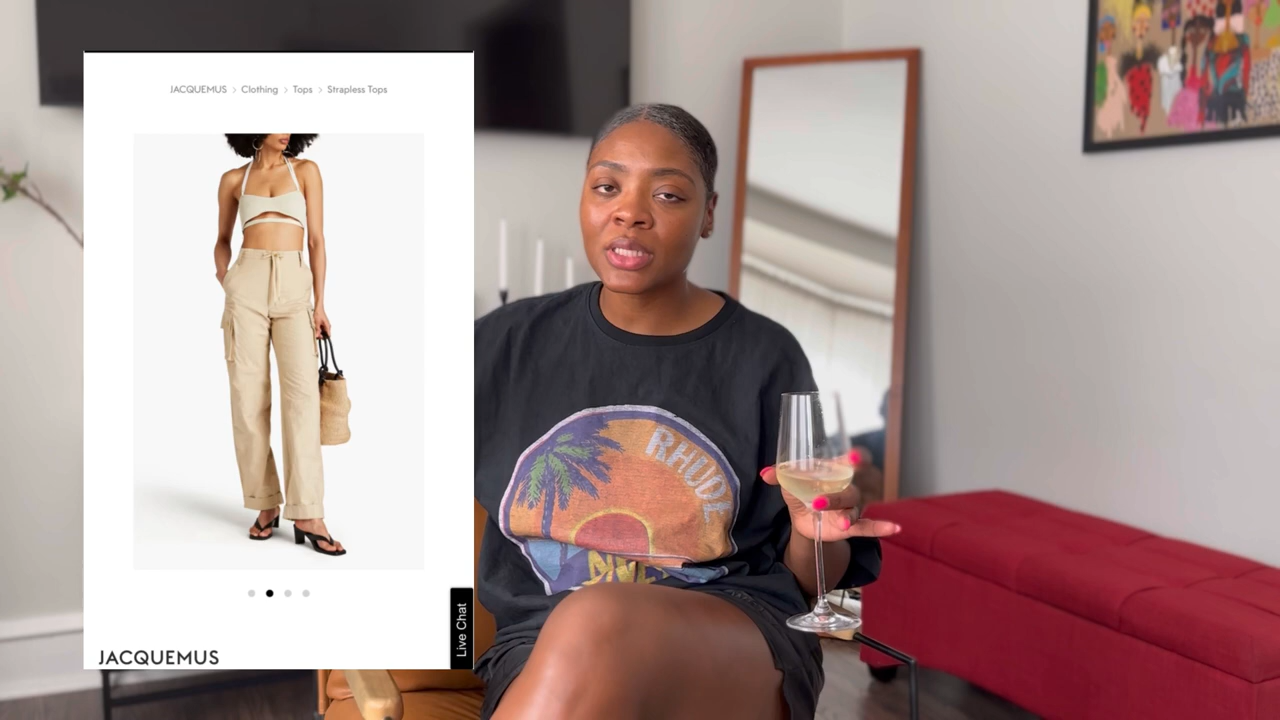 JACQUEMUS > Clothing > Tops > Strapless Tops
Live Chat
JACQUEMUS
RHUDE